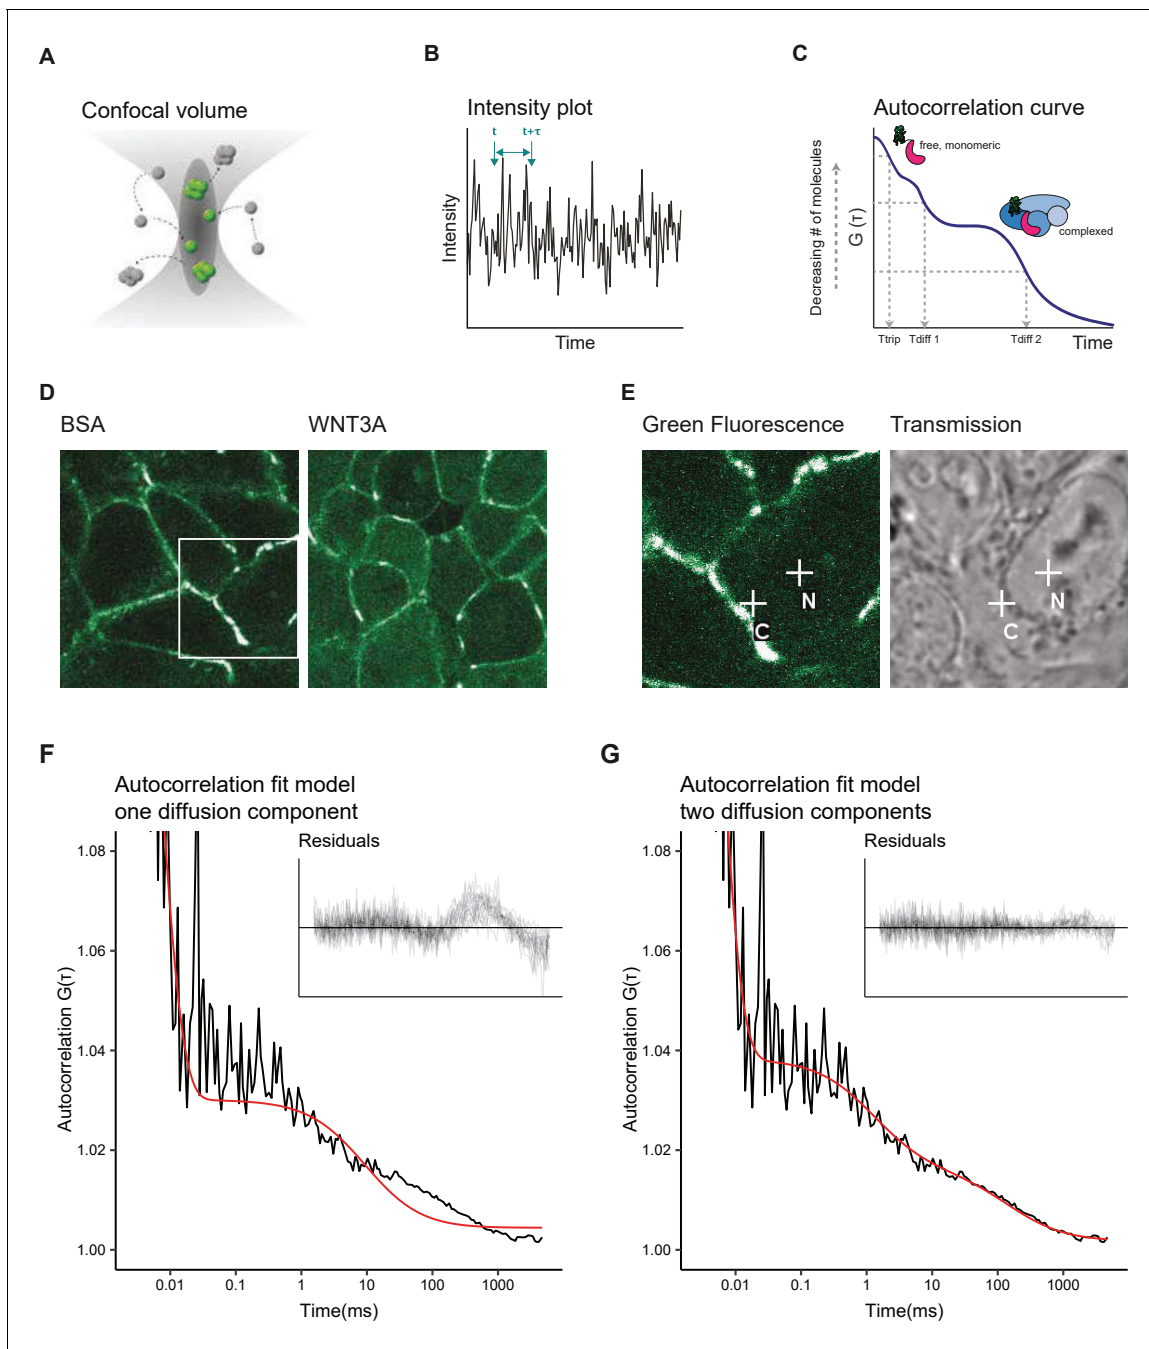 A
Confocal volume
B
Intensity plot
t
t+τ
Intensity
Time
C
Autocorrelation curve
free, monomeric
complexed
Decreasing # of molecules
G (τ)
Ttrip
Tdiff 1
Tdiff 2
Time
D
BSA
WNT3A
E
Green Fluorescence
Transmission
N
C
N
C
F
Autocorrelation fit model
one diffusion component
Residuals
Autocorrelation G(τ)
1.08
1.06
1.04
1.02
1.00
0.01
0.1
1
10
100
1000
Time(ms)
G
Autocorrelation fit model
two diffusion components
Residuals
Autocorrelation G(τ)
1.08
1.06
1.04
1.02
1.00
0.01
0.1
1
10
100
1000
Time(ms)